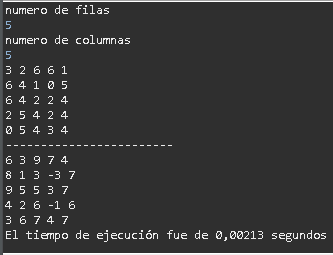 numero de filas
5
numero de columnas
5
3 2 6 6 1
6 4 1 0 5
6 4 2 2 4
2 5 4 2 4
0 5 4 3 4
------------------------
6 3 9 7 4
8 1 3 -3 7
9 5 5 3 7
4 2 6 -1 6
3 6 7 4 7
El tiempo de ejecución fue de 0,00213 segundos